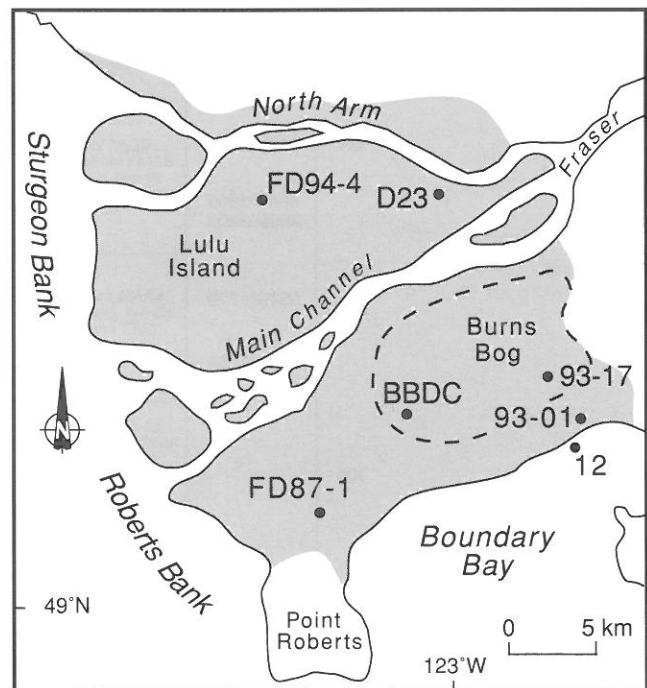 North Arm
Fraser
Sturgeon Bank
FD94-4
D23
Lulu
Island
Main Channel
Burns
Bog
93-17
BBDC
93-01
12
N
FD87-1
Roberts Bank
Boundary
Bay
49°N
Point
Roberts
0 5 km
123°W